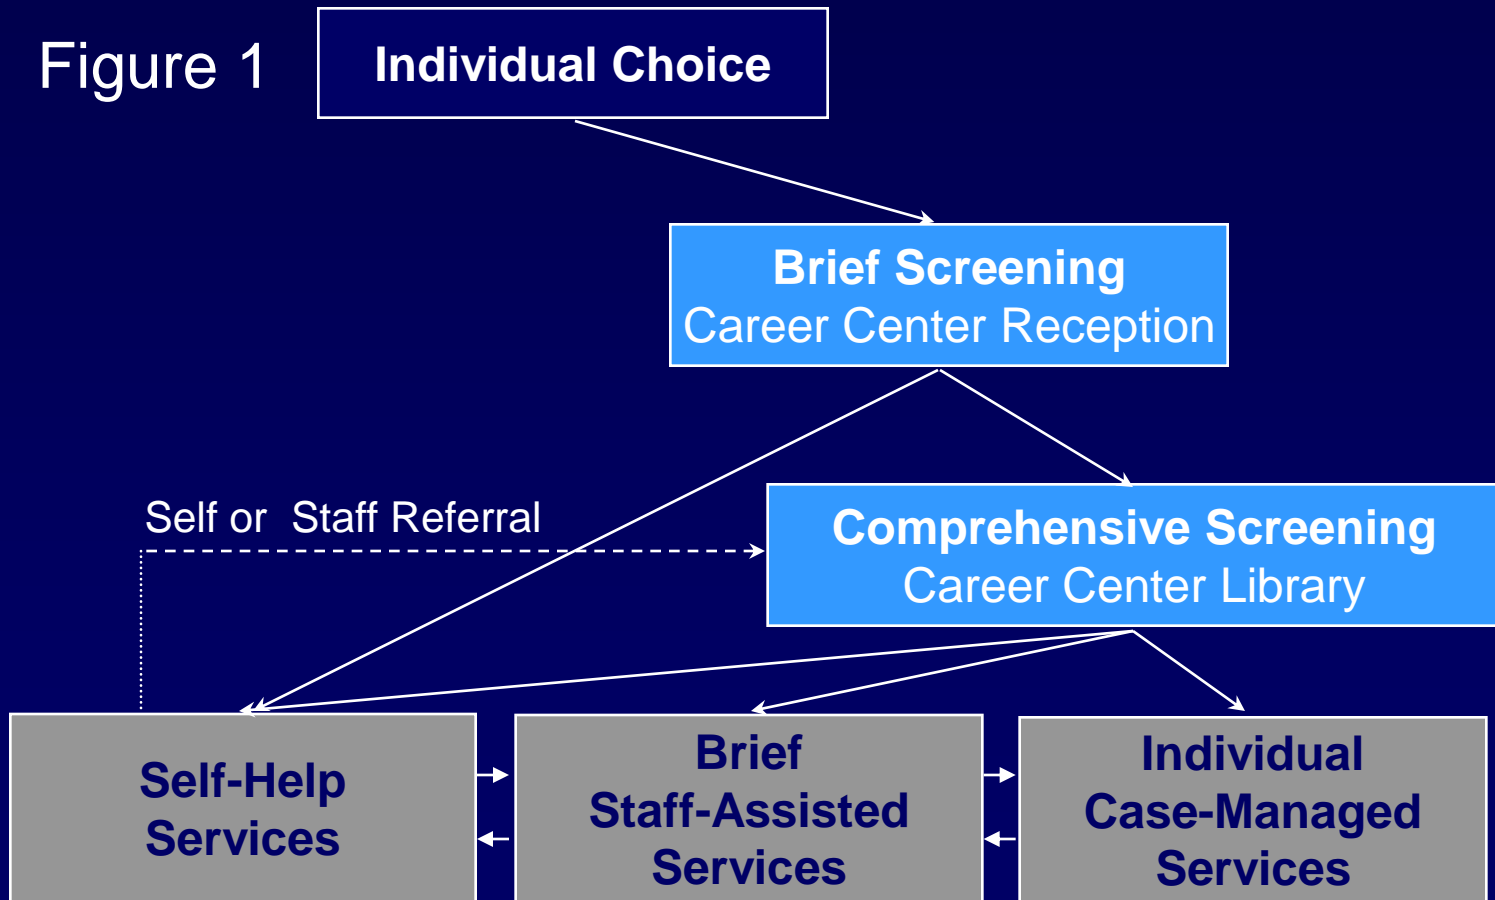 Figure 1
Individual Choice
Brief Screening
Career Center Reception
Self or Staff Referral
Comprehensive Screening
Career Center Library
Self-Help
Services
Brief
Staff-Assisted
Services
Individual
Case-Managed
Services